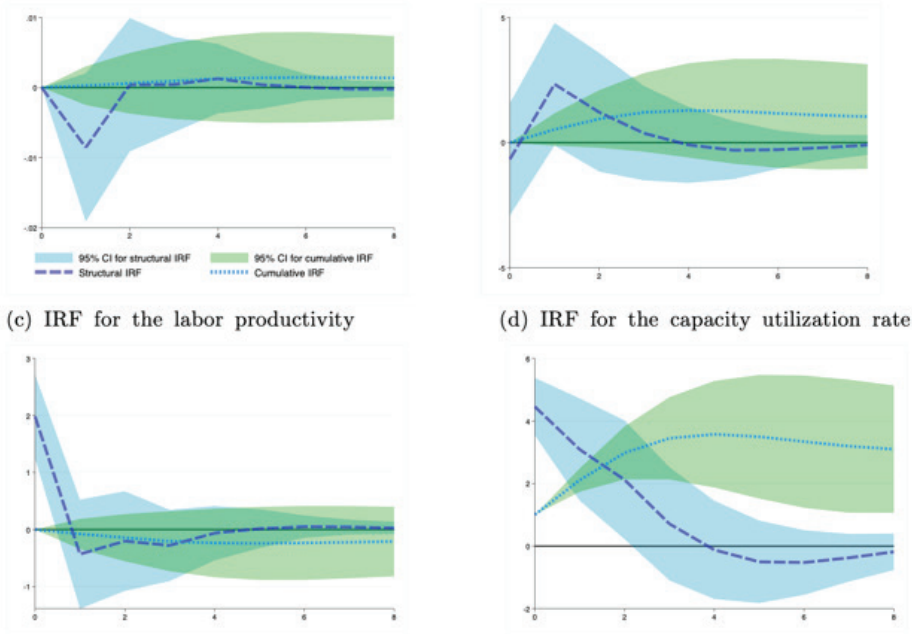 .01
0
-.01
-.02
0 2 4 6 8
95% CI for structural IRF 95% CI for cumulative IRF
Structural IRF Cumulative IRF
5
0
-5
0 2 4 6 8
(c) IRF for the labor productivity (d) IRF for the capacity utilization rate
3
2
1
0
-1
0 2 4 6 8
6
4
2
0
-2
0 2 4 6 8